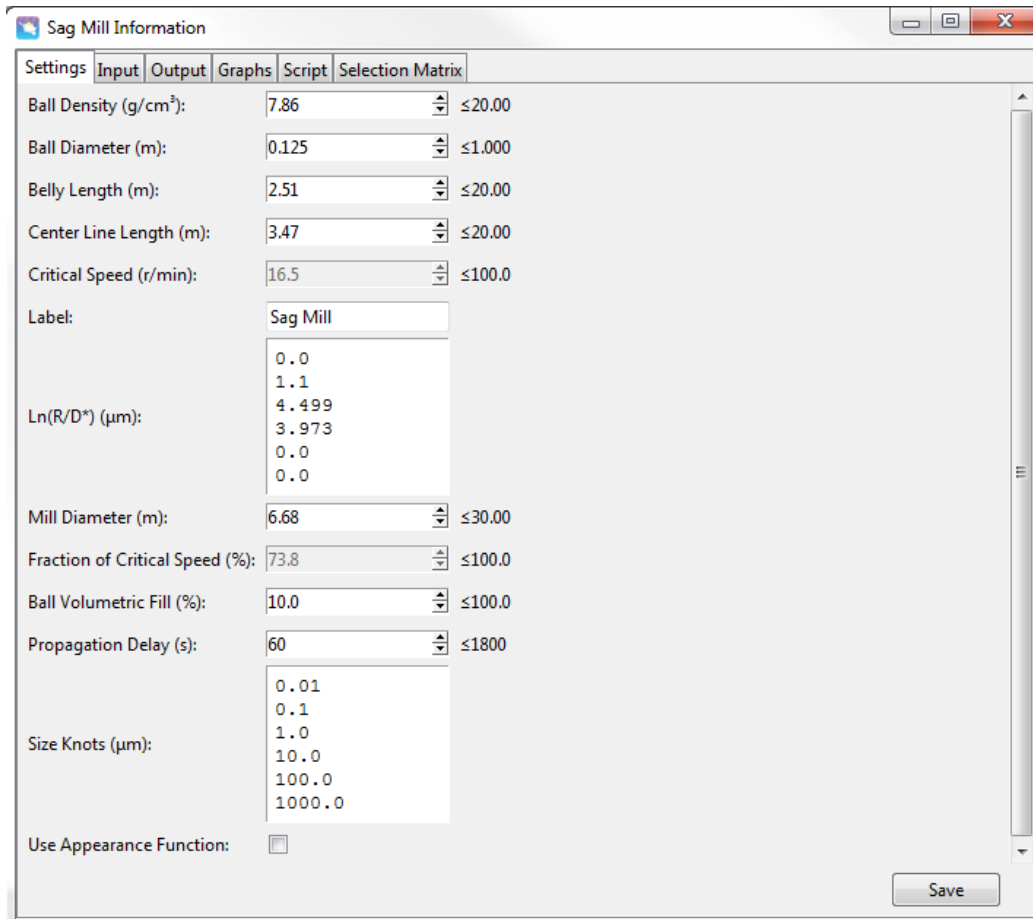 Sag Mill Information
Settings Input Output Graphs Script Selection Matrix
Ball Density (g/cm³): 7.86 ≤20.00
Ball Diameter (m): 0.125 ≤1.000
Belly Length (m): 2.51 ≤20.00
Center Line Length (m): 3.47 ≤20.00
Critical Speed (r/min): 16.5 ≤100.0
Label: Sag Mill
Ln(R/D*) (µm):
0.0
1.1
4.499
3.973
0.0
0.0
Mill Diameter (m): 6.68 ≤30.00
Fraction of Critical Speed (%): 73.8 ≤100.0
Ball Volumetric Fill (%): 10.0 ≤100.0
Propagation Delay (s): 60 ≤1800
Size Knots (µm):
0.01
0.1
1.0
10.0
100.0
1000.0
Use Appearance Function:
Save